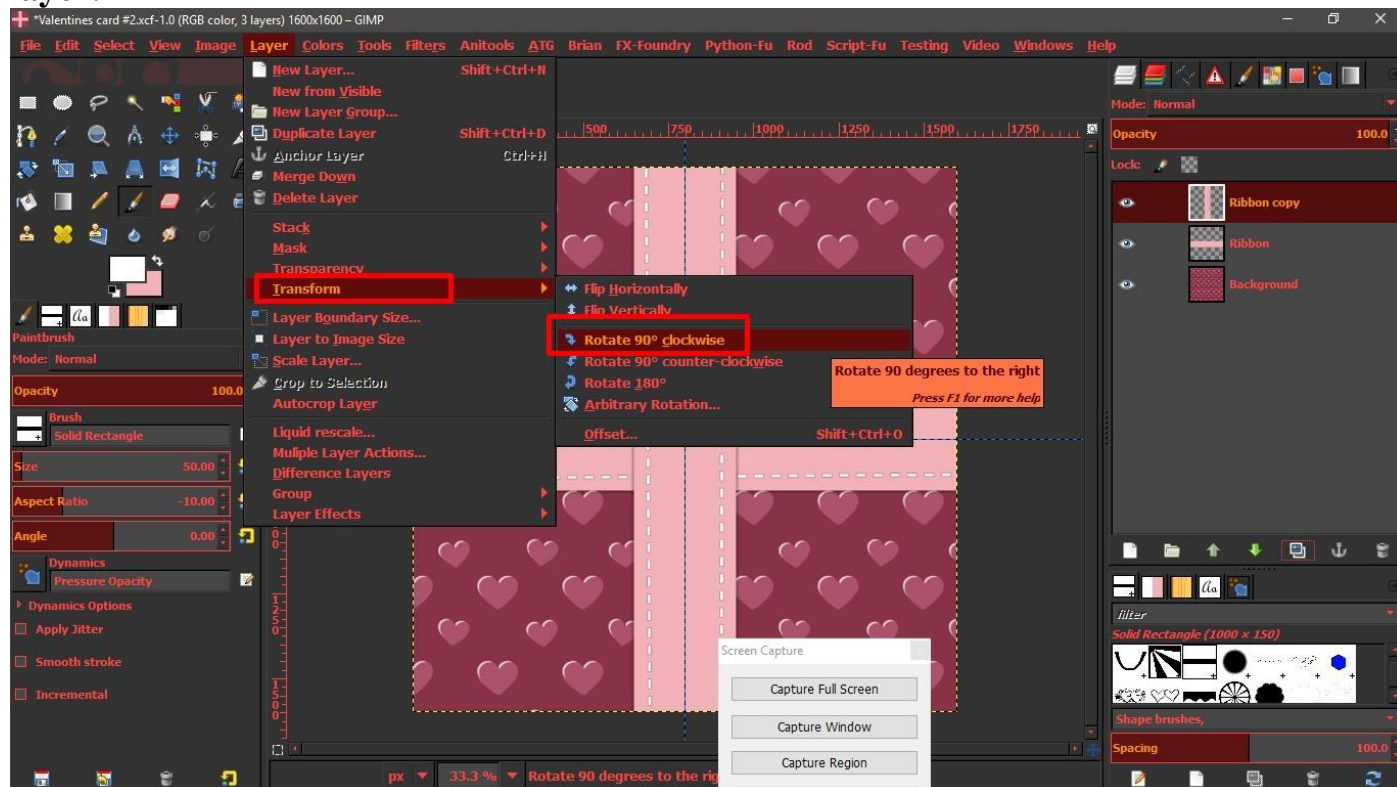 *Valentines card #2.xcf-1.0 (RGB color, 3 layers) 1600x1600 – GIMP
File Edit Select View Image Layer Colors Tools Filters Anitools ATG Brian FX-Foundry Python-Fu Rod Script-Fu Testing Video Windows Help
New Layer... Shift+Ctrl+N
New from Visible
New Layer Group...
Duplicate Layer Shift+Ctrl+D
Anchor Layer Ctrl+H
Merge Down
Delete Layer
Stack
Mask
Transparency
Transform
Layer Boundary Size...
Layer to Image Size
Scale Layer...
Crop to Selection
Autocrop Layer
Liquid rescale...
Muliple Layer Actions...
Difference Layers
Group
Layer Effects
Flip Horizontally
Flip Vertically
Rotate 90° clockwise
Rotate 90° counter-clockwise
Rotate 180°
Arbitrary Rotation...
Offset... Shift+Ctrl+O
Rotate 90 degrees to the right
Press F1 for more help
500 750 1000 1250 1500 1750
Paintbrush
Mode: Normal
Opacity 100.0
Brush
Solid Rectangle
Size 50.00
Aspect Ratio -10.00
Angle 0.00
Dynamics
Pressure Opacity
Dynamics Options
Apply Jitter
Smooth stroke
Incremental
1250
1500
px 33.3 % Rotate 90 degrees to the
Screen Capture
Capture Full Screen
Capture Window
Capture Region
Mode: Normal
Opacity 100.0
Lock:
Ribbon copy
Ribbon
Background
Aa
filter
Solid Rectangle (1000 × 150)
Shape brushes,
Spacing 100.0